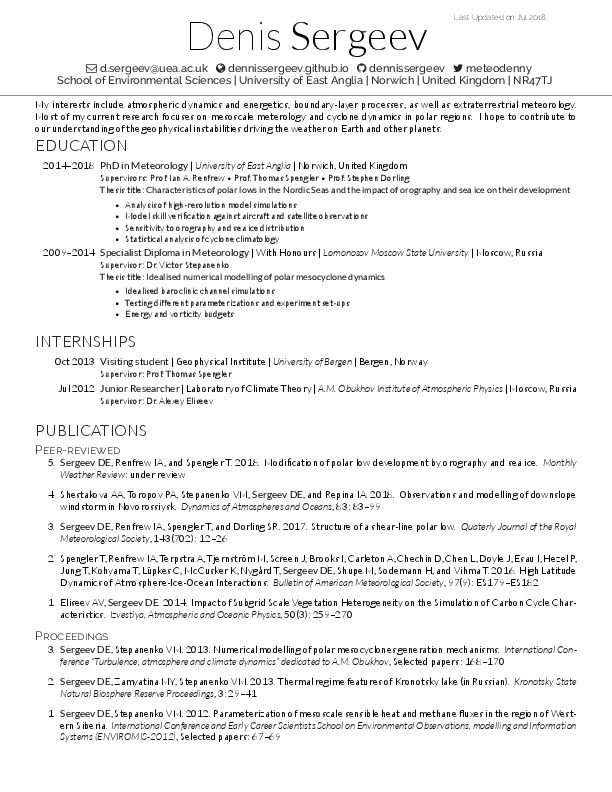 Last Updated on Jul 2018
Denis Sergeev
d.sergeev@uea.ac.uk dennissergeev.github.io dennissergeev meteodenny
School of Environmental Sciences | University of East Anglia | Norwich | United Kingdom | NR47TJ
My interests include atmospheric dynamics and energetics, boundary-layer processes, as well as extraterrestrial meteorology.
Most of my current research focuses on mesoscale meterology and cyclone dynamics in polar regions. I hope to contribute to
our understanding of the geophysical instabilities driving the weather on Earth and other planets.
EDUCATION
2014–2018 PhD in Meteorology | University of East Anglia | Norwich, United Kingdom
Supervisors: Prof. Ian A. Renfrew • Prof. Thomas Spengler • Prof. Stephen Dorling
Thesis title: Characteristics of polar lows in the Nordic Seas and the impact of orography and sea ice on their development
• Analysis of high-resolution model simulations
• Model skill verification against aircraft and satellite observations
• Sensitivity to orography and sea ice distribution
• Statistical analysis of cyclone climatology
2009–2014 Specialist Diploma in Meteorology | With Honours | Lomonosov Moscow State University | Moscow, Russia
Supervisor: Dr. Victor Stepanenko
Thesis title: Idealised numerical modelling of polar mesocyclone dynamics
• Idealised baroclinic channel simulations
• Testing different parameterizations and experiment set-ups
• Energy and vorticity budgets
INTERNSHIPS
Oct 2013 Visiting student | Geophysical Institute | University of Bergen | Bergen, Norway
Supervisor: Prof. Thomas Spengler
Jul 2012 Junior Researcher | Laboratory of Climate Theory | A.M. Obukhov Institute of Atmospheric Physics | Moscow, Russia
Supervisor: Dr. Alexey Eliseev
PUBLICATIONS
PEER-REVIEWED
5. Sergeev DE, Renfrew IA, and Spengler T. 2018. Modification of polar low development by orography and sea ice. Monthly
Weather Review: under review
4. Shestakova AA, Toropov PA, Stepanenko VM, Sergeev DE, and Repina IA. 2018. Observations and modelling of downslope
windstorm in Novorossiysk. Dynamics of Atmospheres and Oceans, 83: 83–99
3. Sergeev DE, Renfrew IA, Spengler T, and Dorling SR. 2017. Structure of a shear-line polar low. Quaterly Journal of the Royal
Meteorological Society, 143(702): 12–26
2. Spengler T, Renfrew IA, Terpstra A, Tjernström M, Screen J, Brooks I, Carleton A, Chechin D, Chen L, Doyle J, Esau I, Hezel P,
Jung T, Kohyama T, Lüpkes C, McCusker K, Nygård T, Sergeev DE, Shupe M, Sodemann H, and Vihma T. 2016. High Latitude
Dynamics of Atmosphere-Ice-Ocean Interactions. Bulletin of American Meteorological Society, 97(9): ES179–ES182
1. Eliseev AV, Sergeev DE. 2014. Impact of Subgrid Scale Vegetation Heterogeneity on the Simulation of Carbon Cycle Char-
acteristics. Izvestiya, Atmospheric and Oceanic Physics, 50(3): 259–270
PROCEEDINGS
3. Sergeev DE, Stepanenko VM. 2013. Numerical modelling of polar mesocyclones generation mechanisms. International Con-
ference "Turbulence, atmosphere and climate dynamics" dedicated to A.M. Obukhov, Selected papers: 168–170
2. Sergeev DE, Zamyatina MY, Stepanenko VM. 2013. Thermal regime features of Kronotsky lake (in Russian). Kronotsky State
Natural Biosphere Reserve Proceedings, 3: 29–41
1. Sergeev DE, Stepanenko VM. 2012. Parameterization of mesoscale sensible heat and methane fluxes in the region of West-
ern Siberia. International Conference and Early Career Scientists School on Environmental Observations, modelling and Information
Systems (ENVIROMIS-2012), Selected papers: 67–69